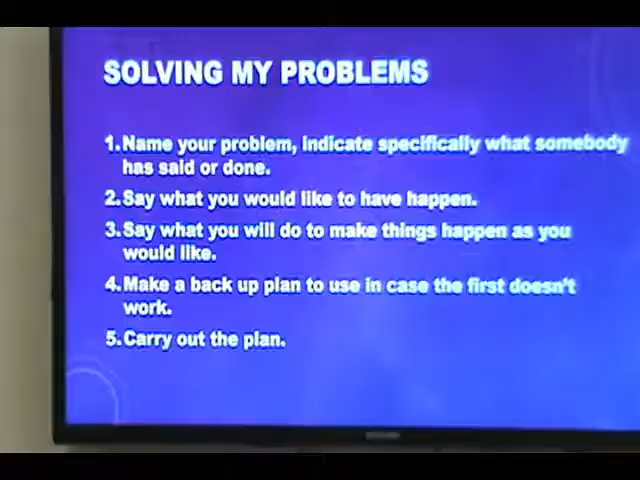 SOLVING MY PROBLEMS
1. Name your problem, indicate specifically what somebody
has said or done.
2. Say what you would like to have happen.
3. Say what you will do to make things happen as you
would like.
4. Make a back up plan to use in case the first doesn't
work.
5. Carry out the plan.